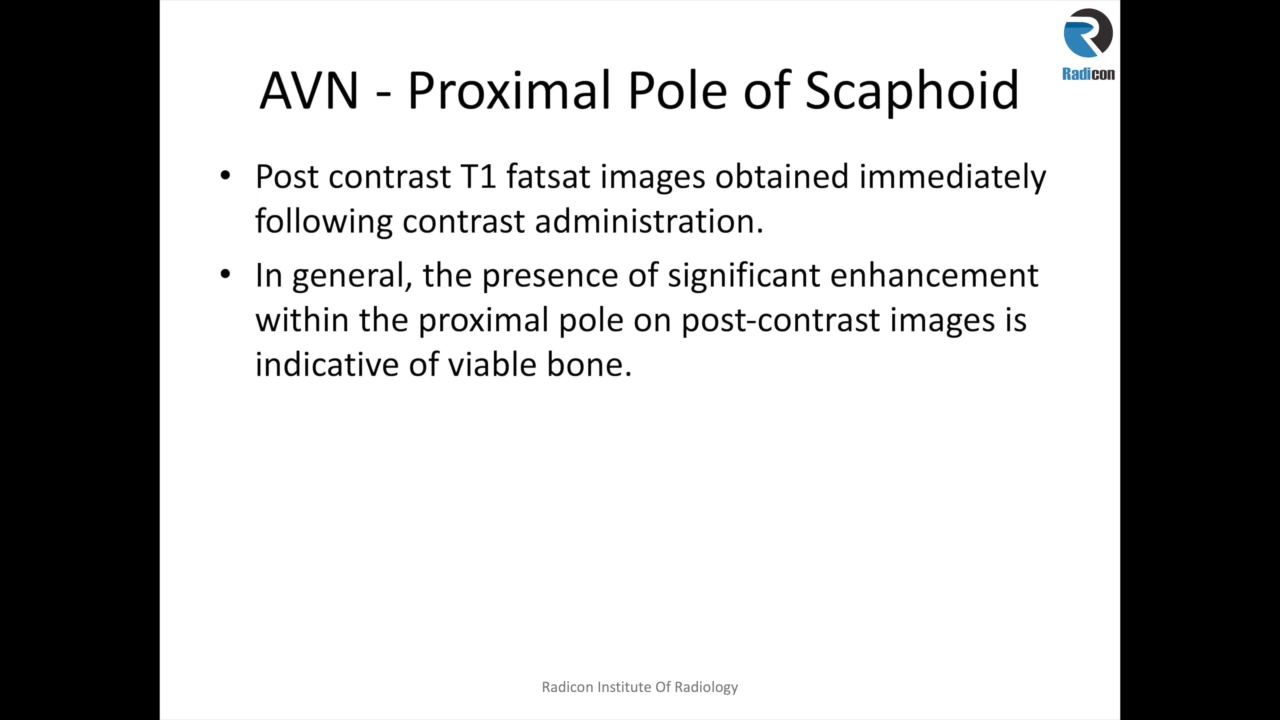 Radicon
AVN - Proximal Pole of Scaphoid
• Post contrast T1 fatsat images obtained immediately
following contrast administration.
• In general, the presence of significant enhancement
within the proximal pole on post-contrast images is
indicative of viable bone.
Radicon Institute Of Radiology